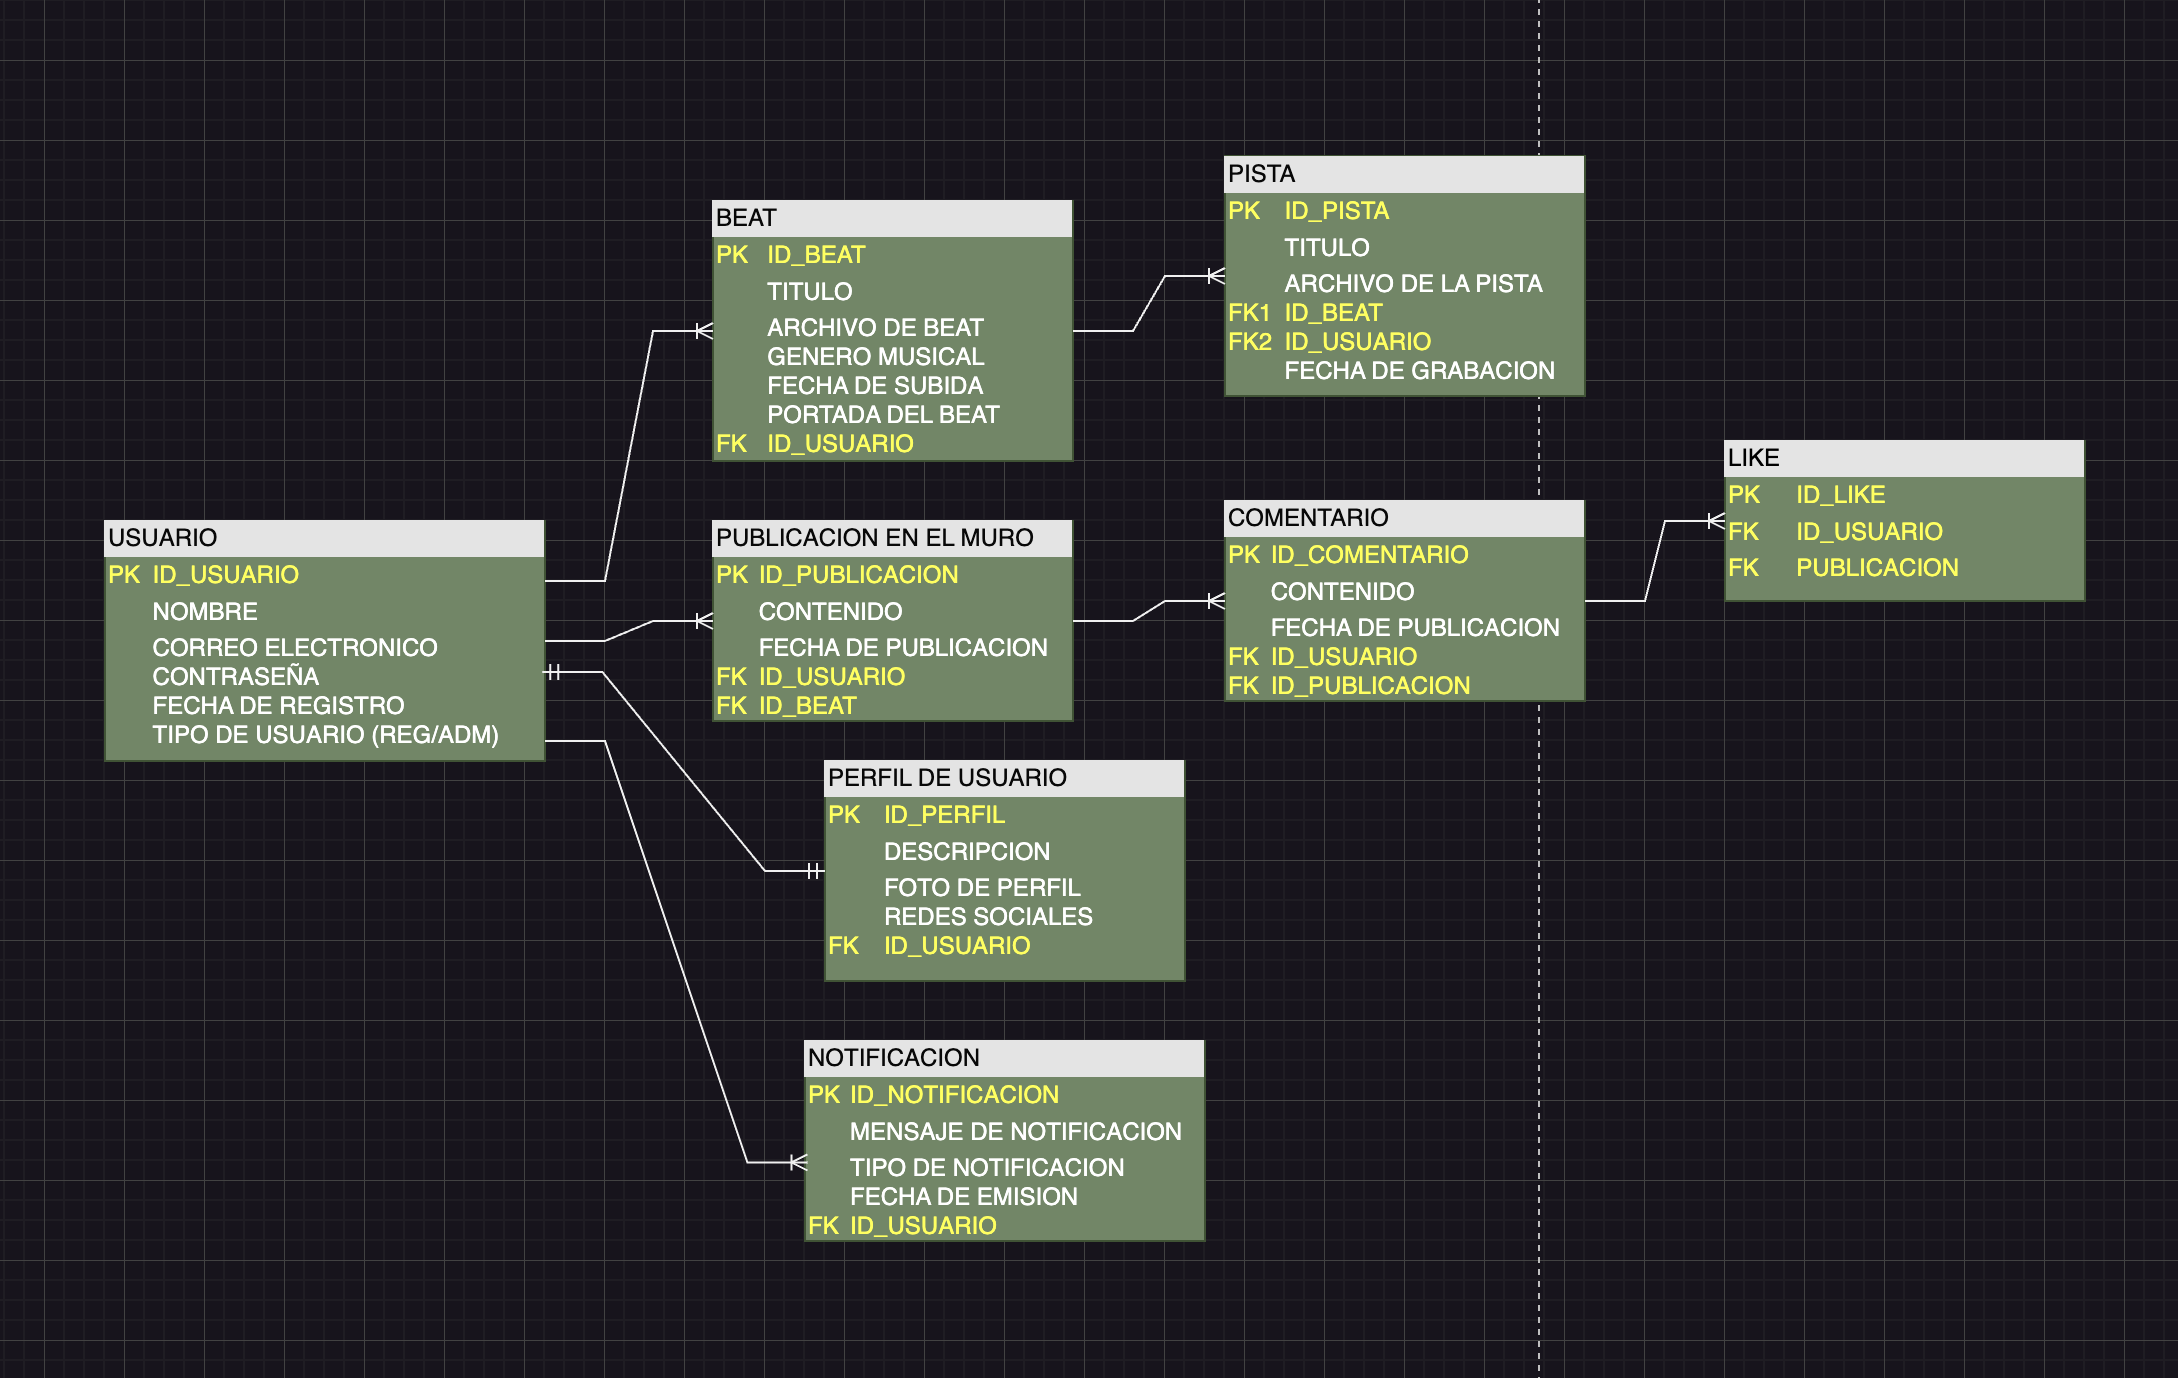 USUARIO
PK ID_USUARIO
NOMBRE
CORREO ELECTRONICO
CONTRASEÑA
FECHA DE REGISTRO
TIPO DE USUARIO (REG/ADM)
BEAT
PK ID_BEAT
TITULO
ARCHIVO DE BEAT
GENERO MUSICAL
FECHA DE SUBIDA
PORTADA DEL BEAT
FK ID_USUARIO
PUBLICACION EN EL MURO
PK ID_PUBLICACION
CONTENIDO
FECHA DE PUBLICACION
FK ID_USUARIO
FK ID_BEAT
PERFIL DE USUARIO
PK ID_PERFIL
DESCRIPCION
FOTO DE PERFIL
REDES SOCIALES
FK ID_USUARIO
NOTIFICACION
PK ID_NOTIFICACION
MENSAJE DE NOTIFICACION
TIPO DE NOTIFICACION
FECHA DE EMISION
FK ID_USUARIO
PISTA
PK ID_PISTA
TITULO
ARCHIVO DE LA PISTA
FK1 ID_BEAT
FK2 ID_USUARIO
FECHA DE GRABACION
COMENTARIO
PK ID_COMENTARIO
CONTENIDO
FECHA DE PUBLICACION
FK ID_USUARIO
FK ID_PUBLICACION
LIKE
PK ID_LIKE
FK ID_USUARIO
FK PUBLICACION